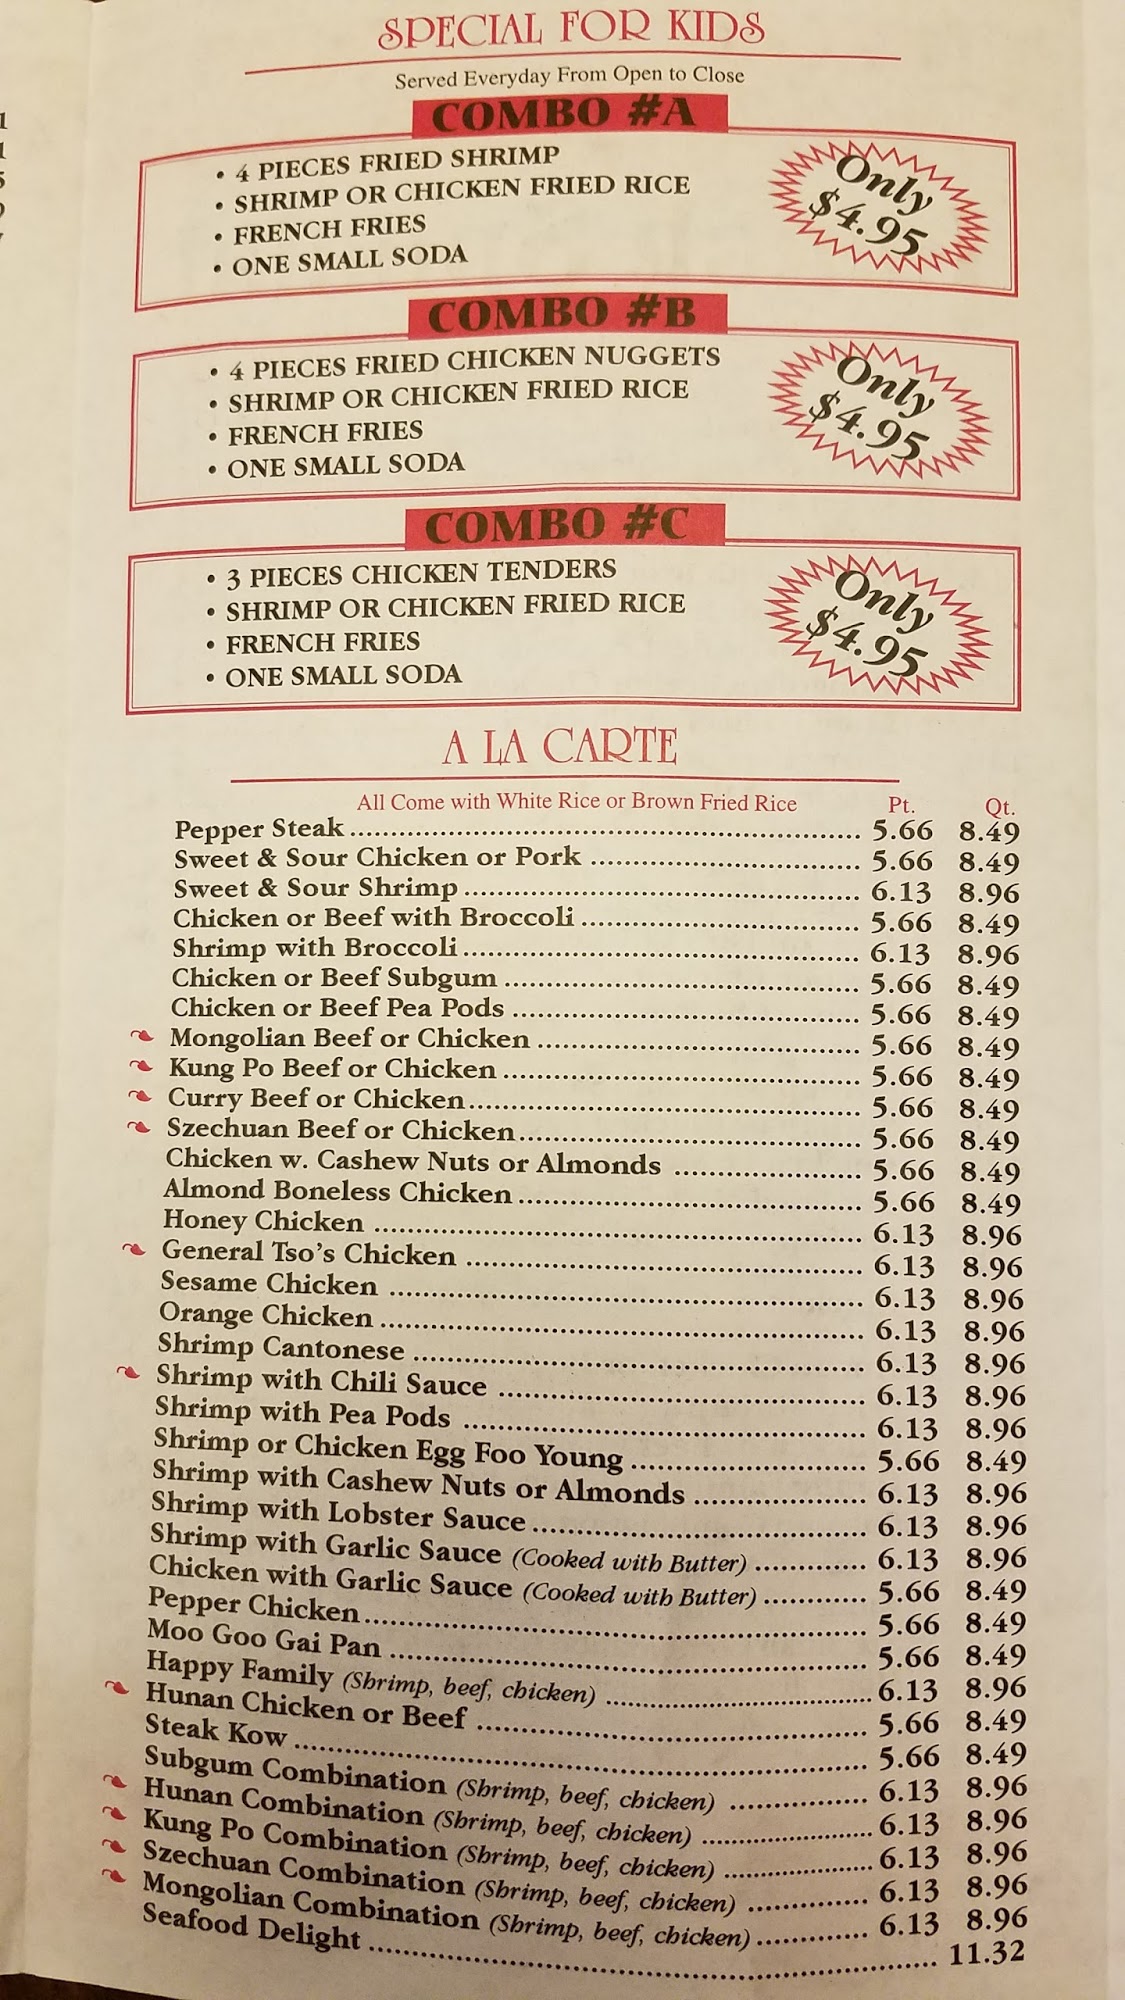 SPECIAL FOR KIDS
Served Everyday From Open to Close
COMBO #A
• 4 PIECES FRIED SHRIMP
• SHRIMP OR CHICKEN FRIED RICE
• FRENCH FRIES
• ONE SMALL SODA
Only
$4.95
COMBO #B
• 4 PIECES FRIED CHICKEN NUGGETS
• SHRIMP OR CHICKEN FRIED RICE
• FRENCH FRIES
• ONE SMALL SODA
Only
$4.95
COMBO #C
• 3 PIECES CHICKEN TENDERS
• SHRIMP OR CHICKEN FRIED RICE
• FRENCH FRIES
• ONE SMALL SODA
Only
$4.95
A LA CARTE
All Come with White Rice or Brown Fried Rice Pt. Qt.
Pepper Steak 5.66 8.49
Sweet & Sour Chicken or Pork 5.66 8.49
Sweet & Sour Shrimp 6.13 8.96
Chicken or Beef with Broccoli 5.66 8.49
Shrimp with Broccoli 6.13 8.96
Chicken or Beef Subgum 5.66 8.49
Chicken or Beef Pea Pods 5.66 8.49
Mongolian Beef or Chicken 5.66 8.49
Kung Po Beef or Chicken 5.66 8.49
Curry Beef or Chicken 5.66 8.49
Szechuan Beef or Chicken 5.66 8.49
Chicken w. Cashew Nuts or Almonds 5.66 8.49
Almond Boneless Chicken 5.66 8.49
Honey Chicken 6.13 8.96
General Tso's Chicken 6.13 8.96
Sesame Chicken 6.13 8.96
Orange Chicken 6.13 8.96
Shrimp Cantonese 6.13 8.96
Shrimp with Chili Sauce 6.13 8.96
Shrimp with Pea Pods 6.13 8.96
Shrimp or Chicken Egg Foo Young 5.66 8.49
Shrimp with Cashew Nuts or Almonds 6.13 8.96
Shrimp with Lobster Sauce 6.13 8.96
Shrimp with Garlic Sauce (Cooked with Butter) 6.13 8.96
Chicken with Garlic Sauce (Cooked with Butter) 5.66 8.49
Pepper Chicken 5.66 8.49
Moo Goo Gai Pan 5.66 8.49
Happy Family (Shrimp, beef, chicken) 6.13 8.96
Hunan Chicken or Beef 5.66 8.49
Steak Kow 5.66 8.49
Subgum Combination (Shrimp, beef, chicken) 6.13 8.96
Hunan Combination (Shrimp, beef, chicken) 6.13 8.96
Kung Po Combination (Shrimp, beef, chicken) 6.13 8.96
Szechuan Combination (Shrimp, beef, chicken) 6.13 8.96
Mongolian Combination (Shrimp, beef, chicken) 6.13 8.96
Seafood Delight 11.32